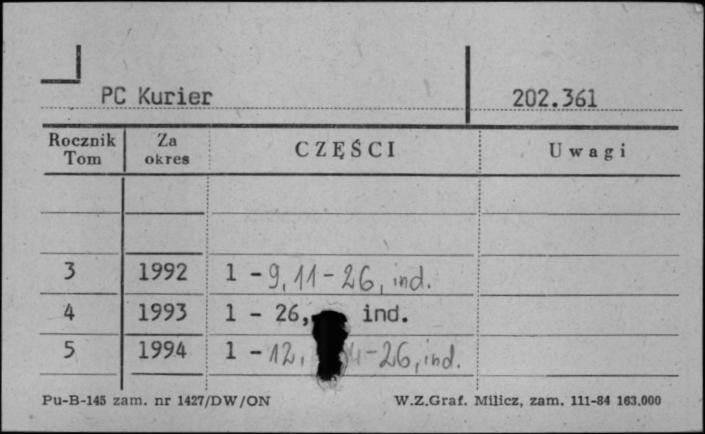 PC Kurier 202.361
Rocznik Tom Za okres CZĘŚCI Uwagi
3 1992 1 - 9, 11 - 26, ind.
4 1993 1 - 26, ind.
5 1994 1 - 12, - 26, ind.
Pu-B-145 zam. nr 1427/DW/ON W.Z.Graf. Milicz, zam. 111-84 163.000